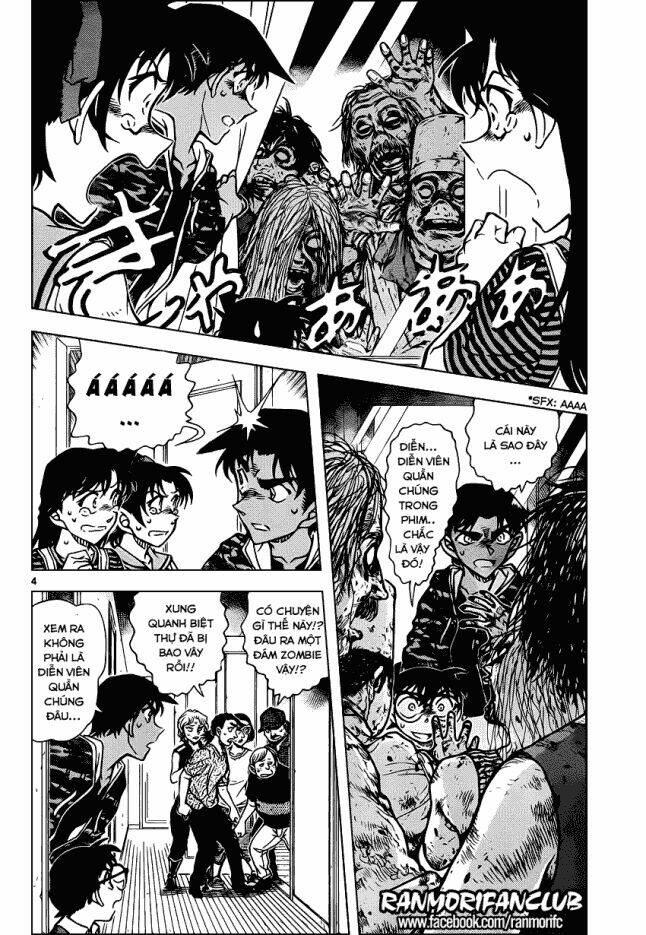 きゃあああ
*SFX: AAAA
CÁI NÀY
LÀ SAO ĐÂY
...
DIỄN...
DIỄN VIÊN
QUẦN
CHÚNG
TRONG
PHIM..
CHẮC
LÀ VẬY
ĐÓ!
ÁÁÁÁÁ
...
4
CÓ CHUYỆN
GÌ THẾ NÀY!?
ĐÂU RA MỘT
ĐÁM ZOMBIE
VẬY!?
XUNG
QUANH BIỆT
THỰ ĐÃ BỊ
BAO VÂY
RỒI!!
XEM RA
KHÔNG
PHẢI LÀ
DIỄN VIÊN
QUẦN
CHÚNG
ĐÂU...
RANMORIFANCLUB
www.facebook.com/ranmorifc